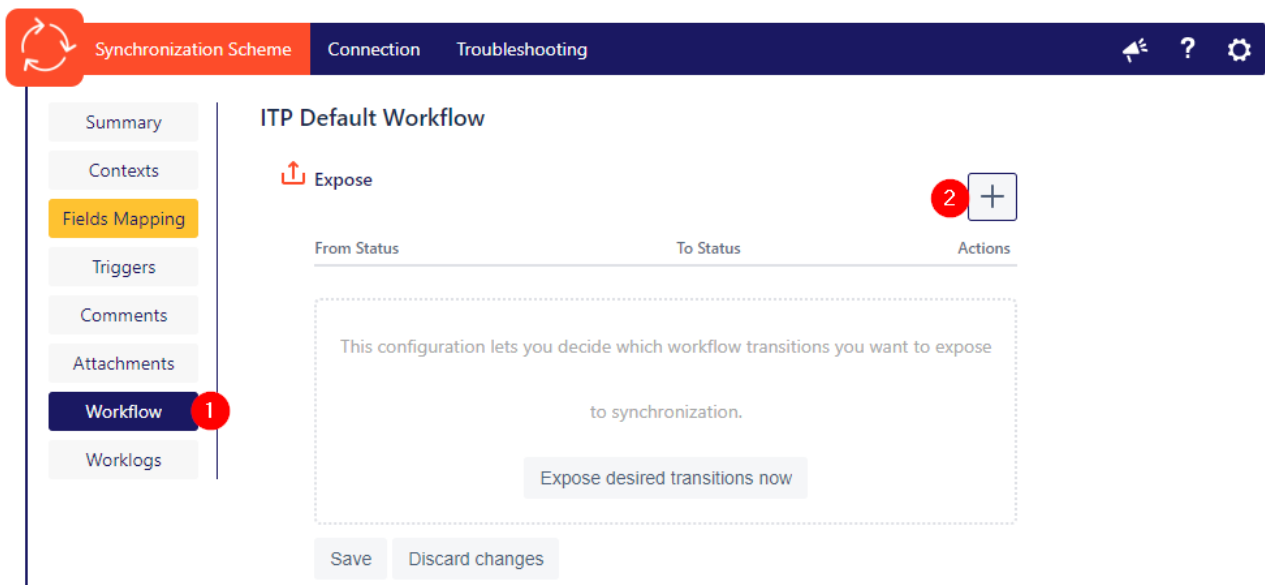 Synchronization Scheme Connection Troubleshooting ?
Summary
Contexts
Fields Mapping
Triggers
Comments
Attachments
Workflow 1
Worklogs
ITP Default Workflow
Expose
2 +
From Status To Status Actions
This configuration lets you decide which workflow transitions you want to expose
to synchronization.
Expose desired transitions now
Save Discard changes